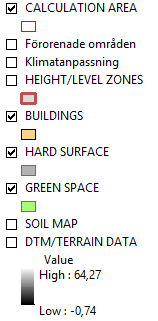 CALCULATION AREA
Förorenade områden
Klimatanpassning
HEIGHT/LEVEL ZONES
BUILDINGS
HARD SURFACE
GREEN SPACE
SOIL MAP
DTM/TERRAIN DATA
Value
High : 64,27
Low : -0,74